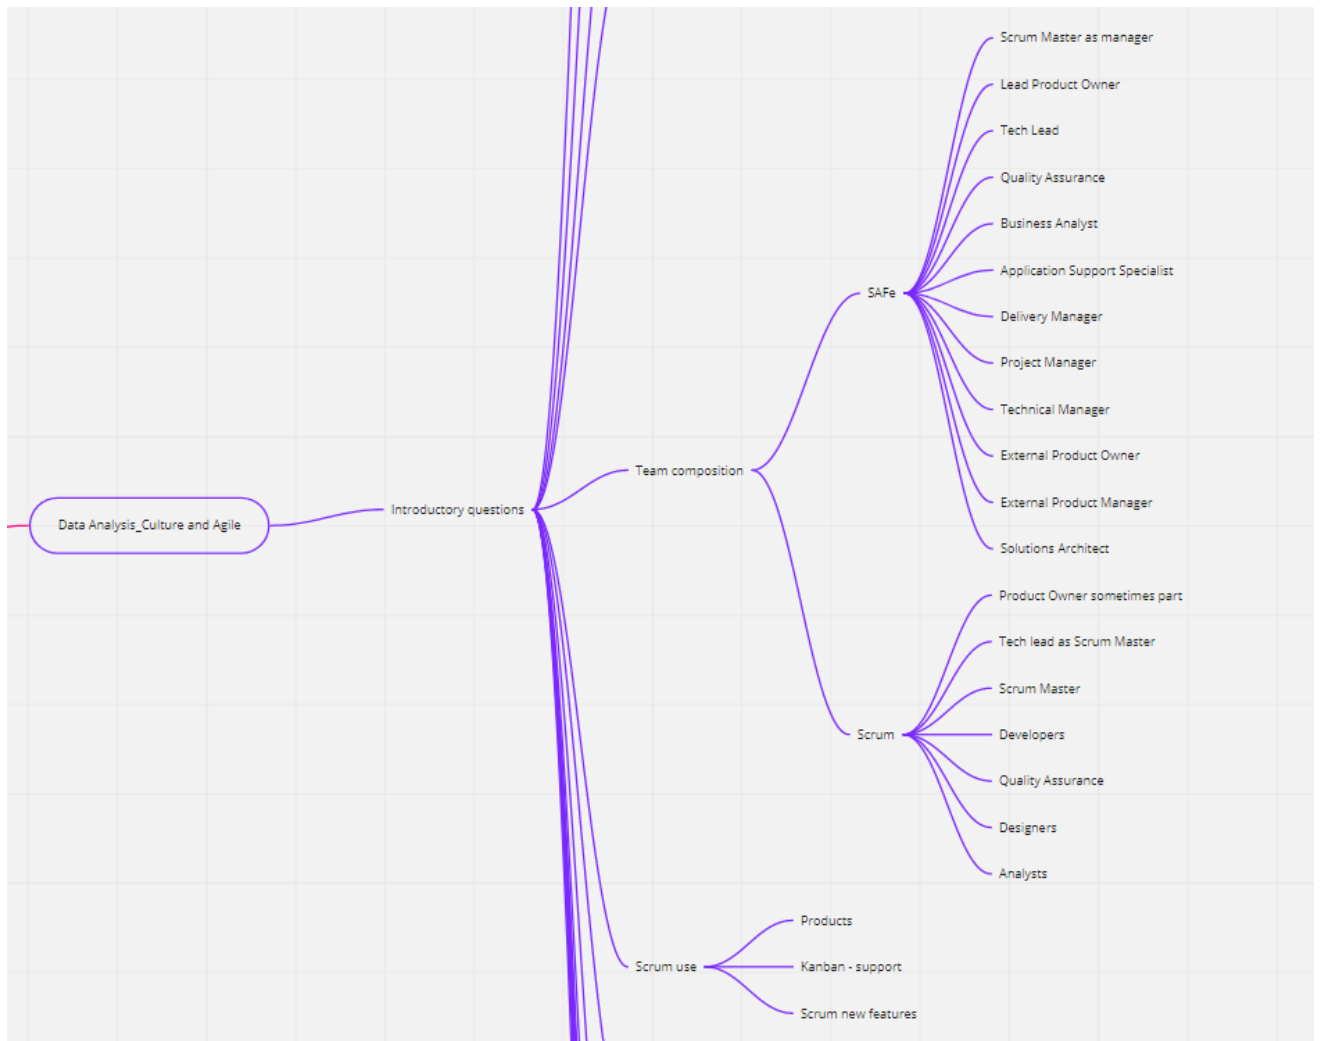 Data Analysis_Culture and Agile
Introductory questions
Team composition
SAFe
Scrum Master as manager
Lead Product Owner
Tech Lead
Quality Assurance
Business Analyst
Application Support Specialist
Delivery Manager
Project Manager
Technical Manager
External Product Owner
External Product Manager
Solutions Architect
Scrum
Product Owner sometimes part
Tech lead as Scrum Master
Scrum Master
Developers
Quality Assurance
Designers
Analysts
Scrum use
Products
Kanban - support
Scrum new features